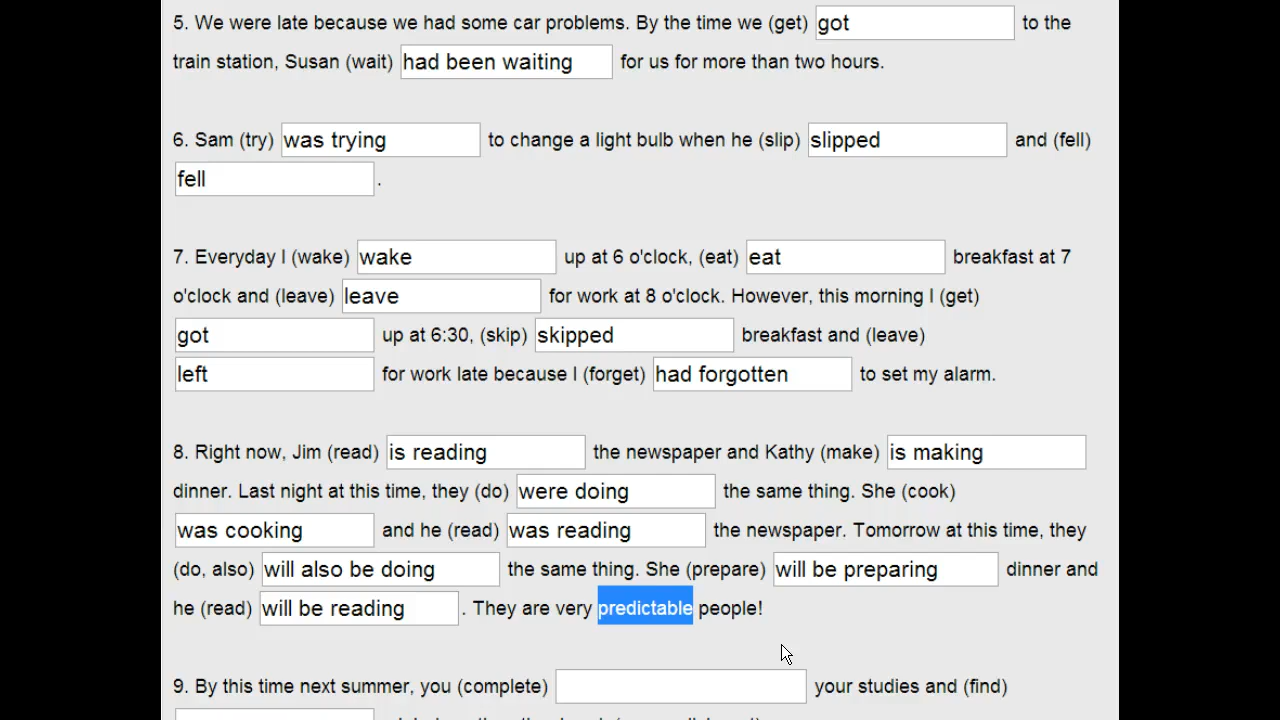 5. We were late because we had some car problems. By the time we (get) got to the
train station, Susan (wait) had been waiting for us for more than two hours.
6. Sam (try) was trying to change a light bulb when he (slip) slipped and (fell)
fell .
7. Everyday I (wake) wake up at 6 o'clock, (eat) eat breakfast at 7
o'clock and (leave) leave for work at 8 o'clock. However, this morning I (get)
got up at 6:30, (skip) skipped breakfast and (leave)
left for work late because I (forget) had forgotten to set my alarm.
8. Right now, Jim (read) is reading the newspaper and Kathy (make) is making
dinner. Last night at this time, they (do) were doing the same thing. She (cook)
was cooking and he (read) was reading the newspaper. Tomorrow at this time, they
(do, also) will also be doing the same thing. She (prepare) will be preparing dinner and
he (read) will be reading . They are very predictable people!
9. By this time next summer, you (complete) your studies and (find)